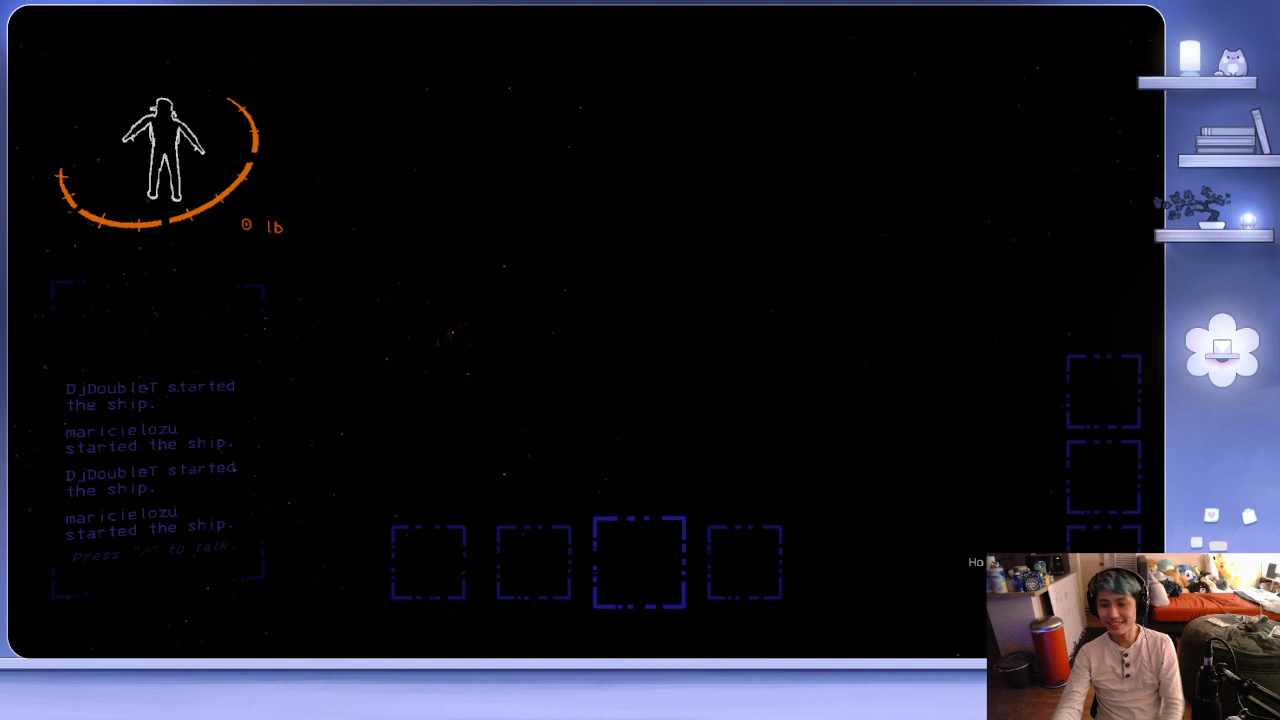 0 lb
DjDoubleT started
the ship.
maricielozu
started the ship.
DjDoubleT started
the ship.
maricielozu
started the ship.
Press "/" to talk.
Ho